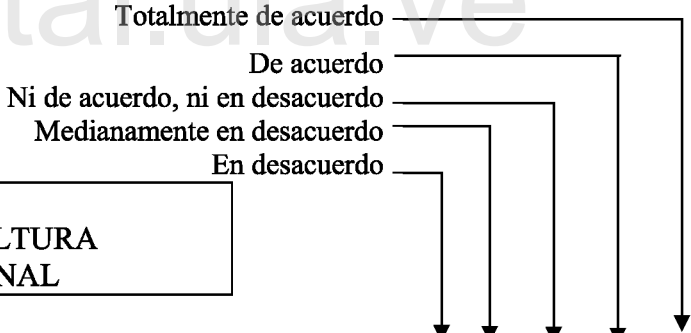 Totalmente de acuerdo
De acuerdo
Ni de acuerdo, ni en desacuerdo
Medianamente en desacuerdo
En desacuerdo
LTURA
NAL